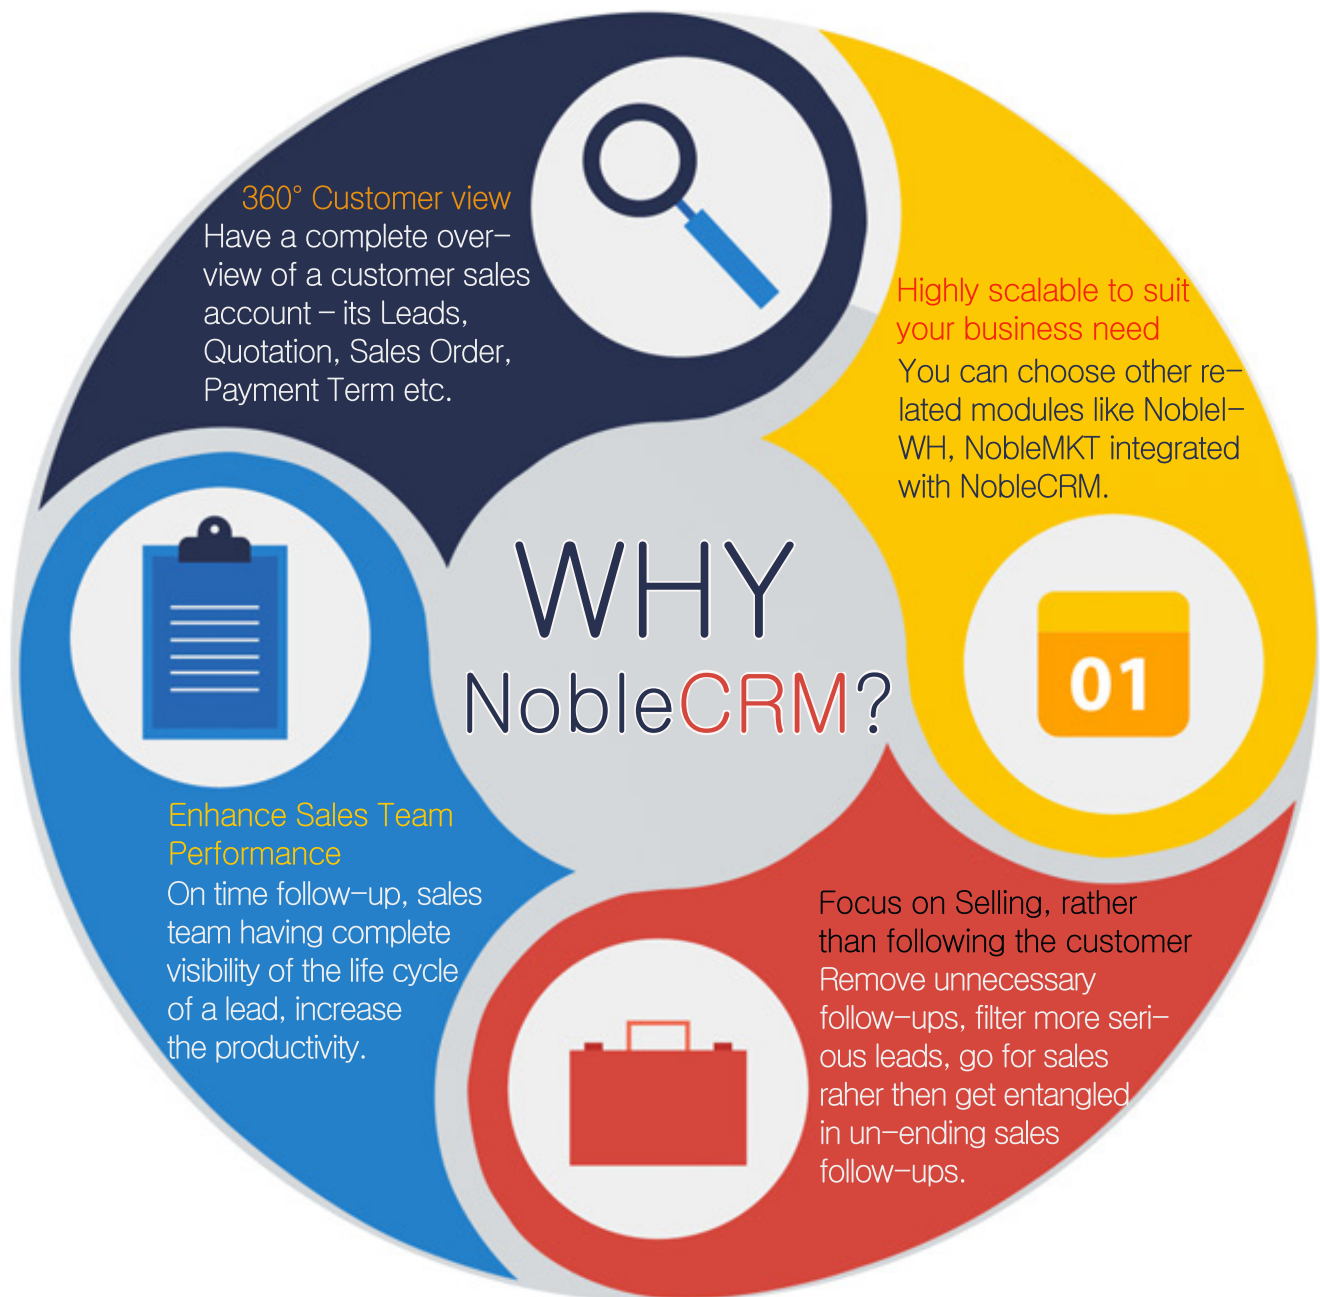 360° Customer view
Have a complete over-
view of a customer sales
account - its Leads,
Quotation, Sales Order,
Payment Term etc.
Highly scalable to suit
your business need
You can choose other re-
lated modules like Noblel-
WH, NobleMKT integrated
with NobleCRM.
01
WHY
NobleCRM?
Enhance Sales Team
Performance
On time follow-up, sales
team having complete
visibility of the life cycle
of a lead, increase
the productivity.
Focus on Selling, rather
than following the customer
Remove unnecessary
follow-ups, filter more seri-
ous leads, go for sales
raher then get entangled
in un-ending sales
follow-ups.